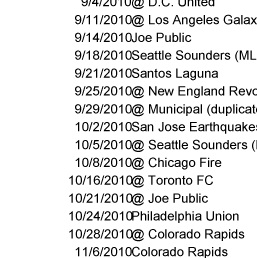 9/4/2010@ D.C. United
9/11/2010@ Los Angeles Galax
9/14/2010Joe Public
9/18/2010Seattle Sounders (ML
9/21/2010Santos Laguna
9/25/2010@ New England Revo
9/29/2010@ Municipal (duplicat
10/2/2010San Jose Earthquake
10/5/2010@ Seattle Sounders (
10/8/2010@ Chicago Fire
10/16/2010@ Toronto FC
10/21/2010@ Joe Public
10/24/2010Philadelphia Union
10/28/2010@ Colorado Rapids
11/6/2010Colorado Rapids